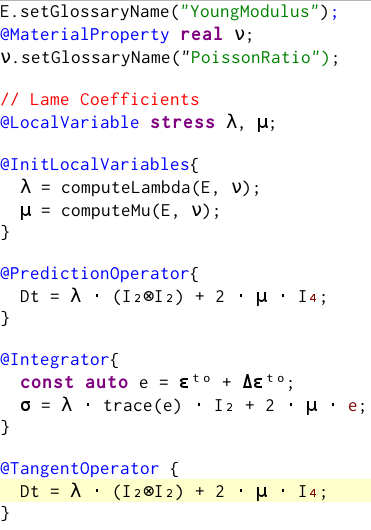 E.setGlossaryName("YoungModulus");
@MaterialProperty real ν;
ν.setGlossaryName("PoissonRatio");
// Lame Coefficients
@LocalVariable stress λ, μ;
@InitLocalVariables{
λ = computeLambda(E, ν);
μ = computeMu(E, ν);
}
@PredictionOperator{
Dt = λ ⋅ (I₂⊗I₂) + 2 ⋅ μ ⋅ I₄;
}
@Integrator{
const auto e = εᵗᵒ + Δεᵗᵒ;
σ = λ ⋅ trace(e) ⋅ I₂ + 2 ⋅ μ ⋅ e;
}
@TangentOperator {
Dt = λ ⋅ (I₂⊗I₂) + 2 ⋅ μ ⋅ I₄;
}